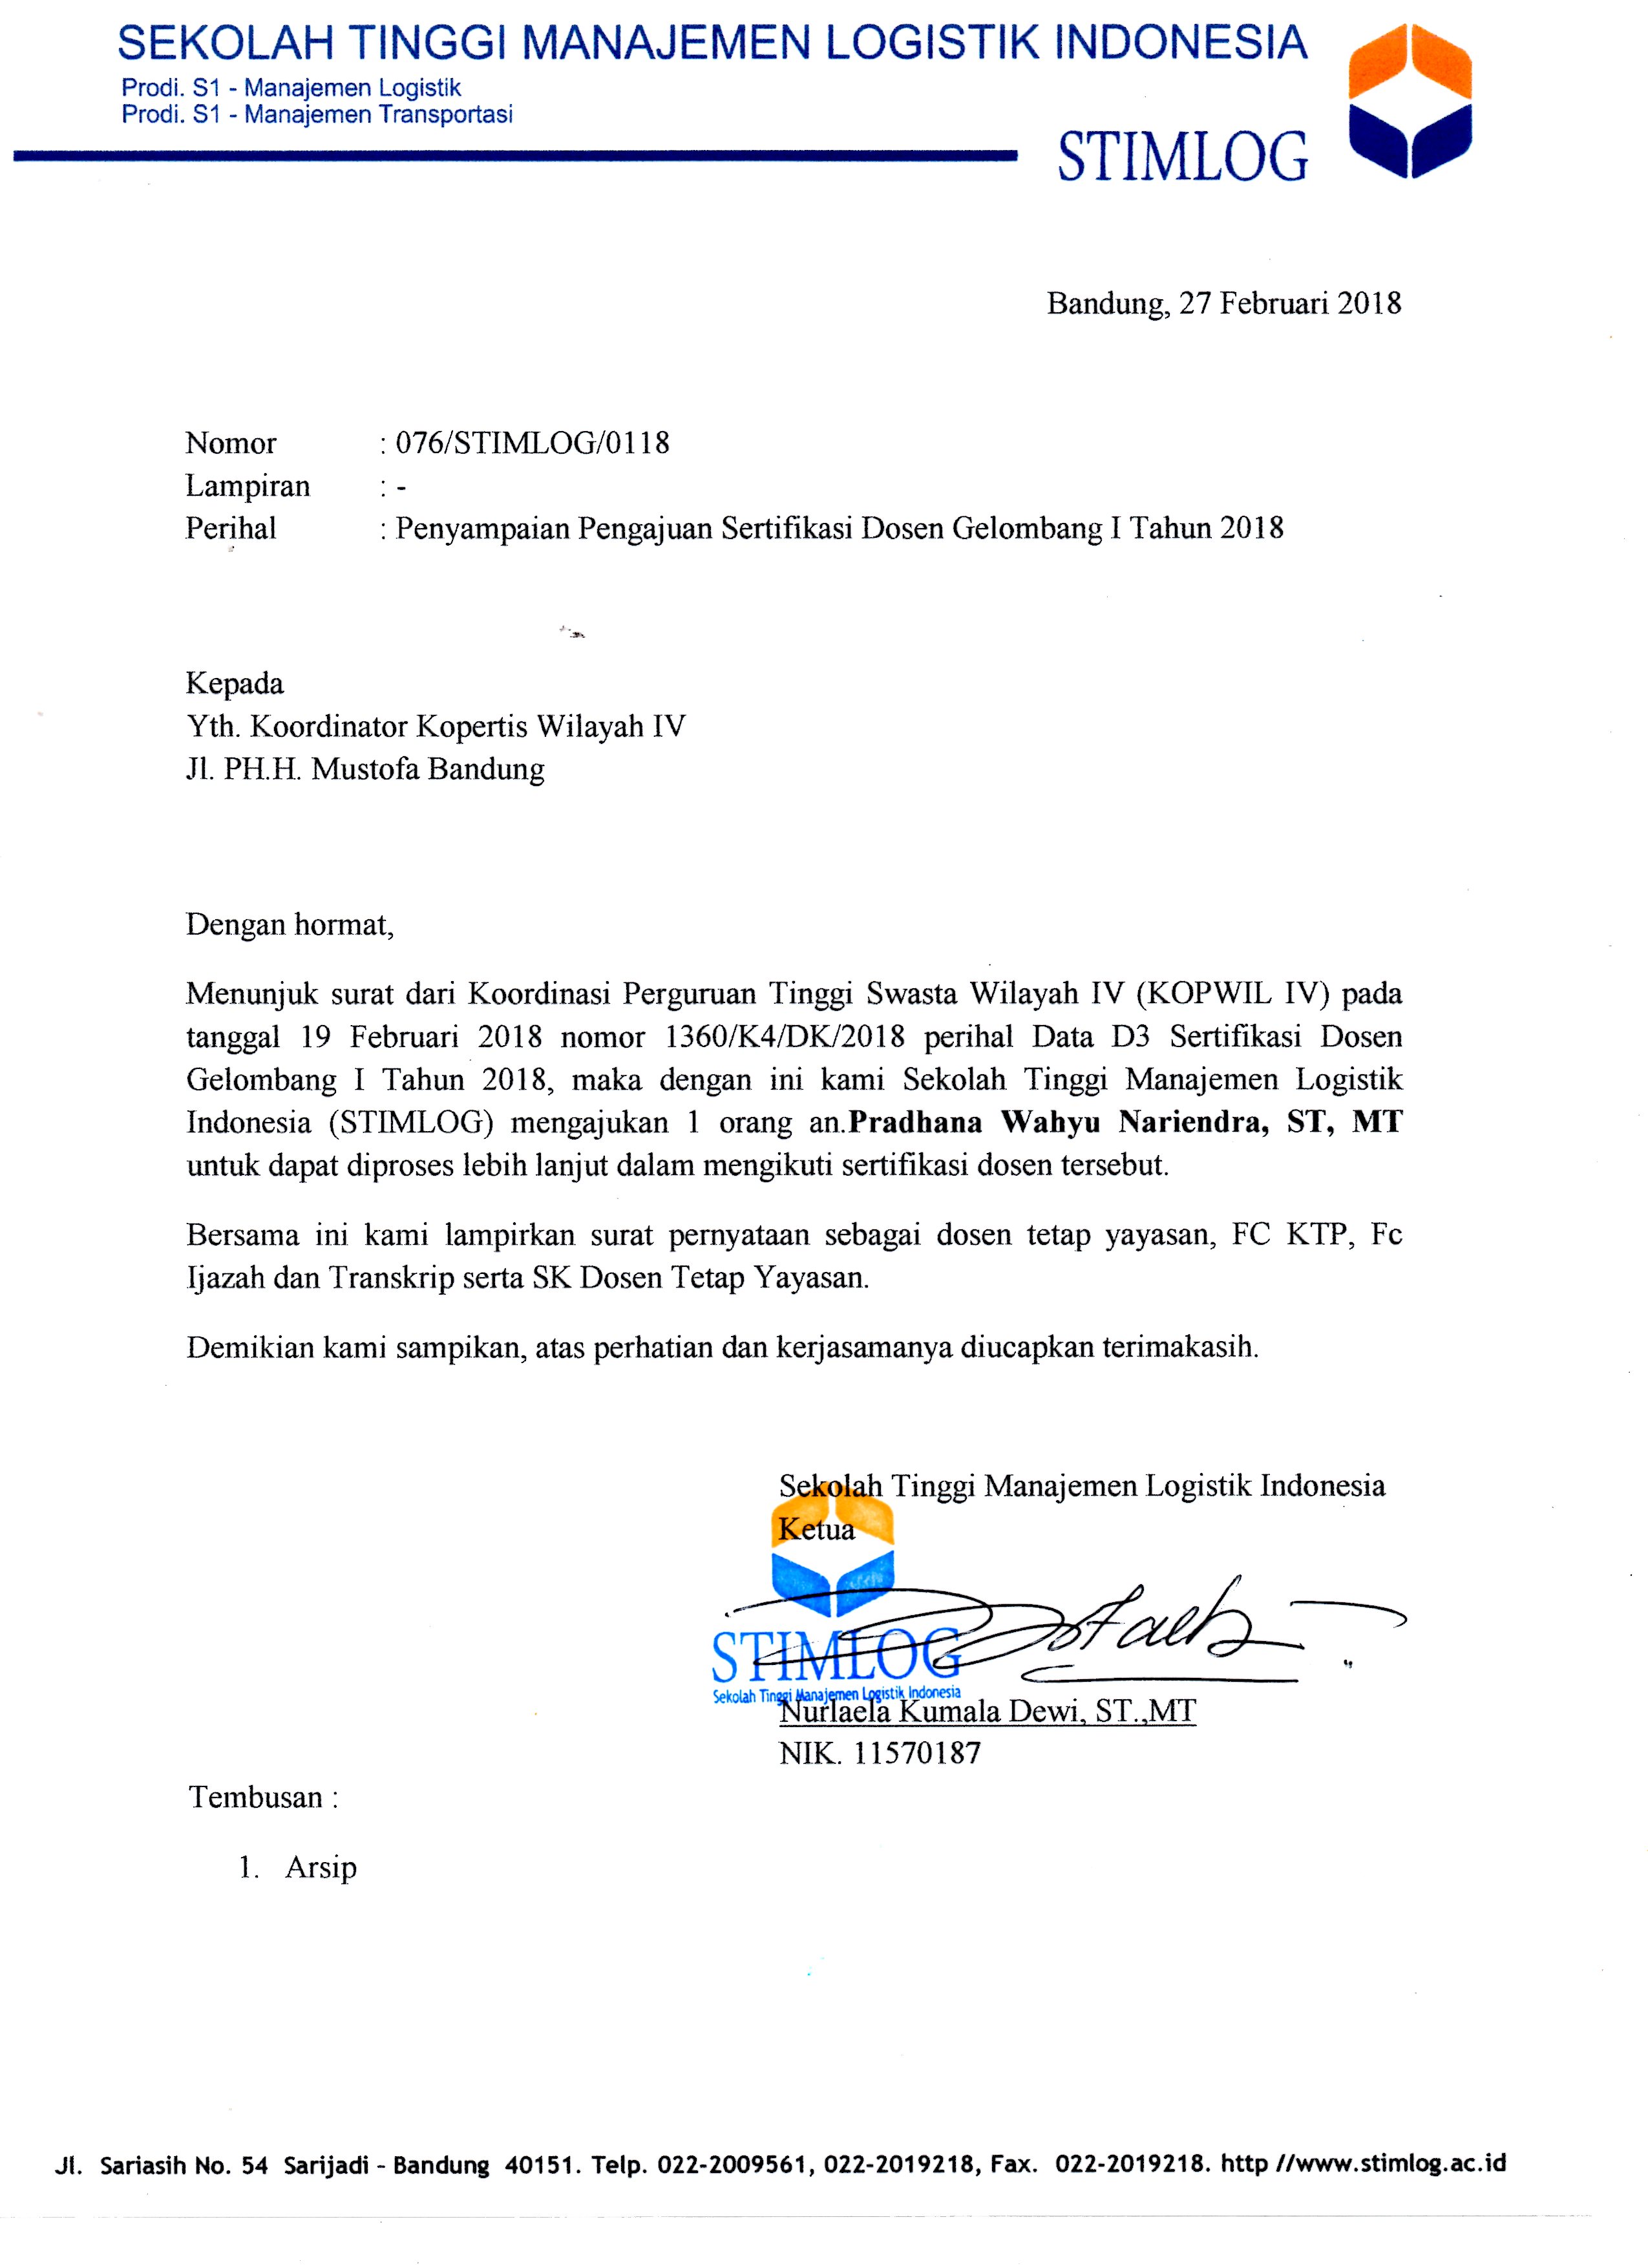 SEKOLAH TINGGI MANAJEMEN LOGISTIK INDONESIA
Prodi. S1 - Manajemen Logistik
Prodi. S1 - Manajemen Transportasi
STIMLOG
Bandung, 27 Februari 2018
Nomor : 076/STIMLOG/0118
Lampiran : -
Perihal : Penyampaian Pengajuan Sertifikasi Dosen Gelombang I Tahun 2018
Kepada
Yth. Koordinator Kopertis Wilayah IV
Jl. PH.H. Mustofa Bandung
Dengan hormat,
Menunjuk surat dari Koordinasi Perguruan Tinggi Swasta Wilayah IV (KOPWIL IV) pada
tanggal 19 Februari 2018 nomor 1360/K4/DK/2018 perihal Data D3 Sertifikasi Dosen
Gelombang I Tahun 2018, maka dengan ini kami Sekolah Tinggi Manajemen Logistik
Indonesia (STIMLOG) mengajukan 1 orang an.Pradhana Wahyu Nariendra, ST, MT
untuk dapat diproses lebih lanjut dalam mengikuti sertifikasi dosen tersebut.
Bersama ini kami lampirkan surat pernyataan sebagai dosen tetap yayasan, FC KTP, Fc
Ijazah dan Transkrip serta SK Dosen Tetap Yayasan.
Demikian kami sampikan, atas perhatian dan kerjasamanya diucapkan terimakasih.
Sekolah Tinggi Manajemen Logistik Indonesia
Ketua
STIMLOG
Sekolah Tinggi Manajemen Logistik Indonesia
Nurlaela Kumala Dewi, ST.,MT
NIK. 11570187
Tembusan :
1. Arsip
Jl. Sariasih No. 54 Sarijadi - Bandung 40151. Telp. 022-2009561, 022-2019218, Fax. 022-2019218. http //www.stimlog.ac.id